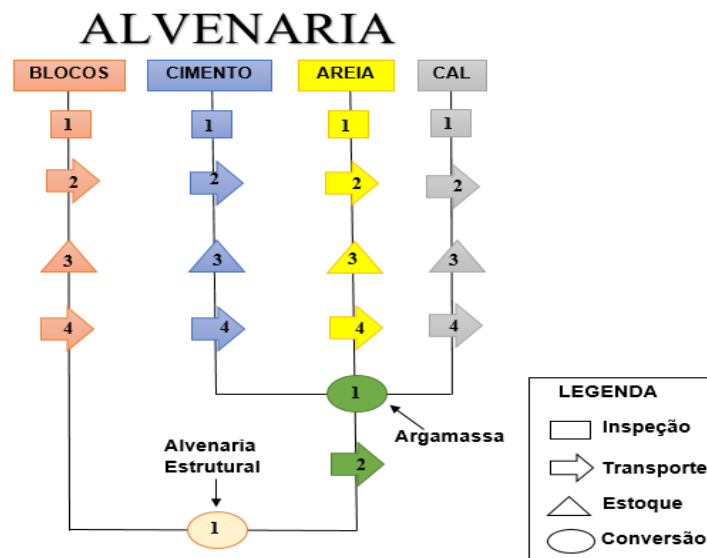 ALVENARIA
BLOCOS CIMENTO AREIA CAL
1 1 1 1
2 2 2 2
3 3 3 3
4 4 4 4
1
Argamassa
2
Alvenaria
Estrutural
1
LEGENDA
Inspeção
Transporte
Estoque
Conversão